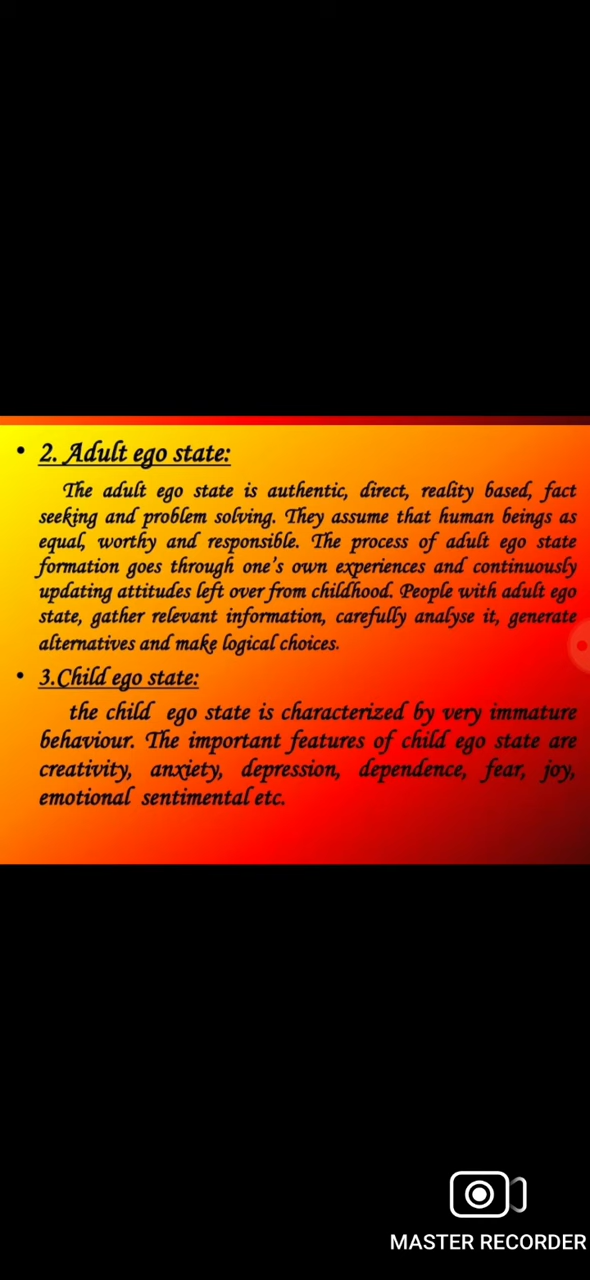 • 2. Adult ego state:
The adult ego state is authentic, direct, reality based, fact
seeking and problem solving. They assume that human beings as
equal, worthy and responsible. The process of adult ego state
formation goes through one's own experiences and continuously
updating attitudes left over from childhood. People with adult ego
state, gather relevant information, carefully analyse it, generate
alternatives and make logical choices.
• 3.Child ego state:
the child ego state is characterized by very immature
behaviour. The important features of child ego state are
creativity, anxiety, depression, dependence, fear, joy,
emotional sentimental etc.
MASTER RECORDER